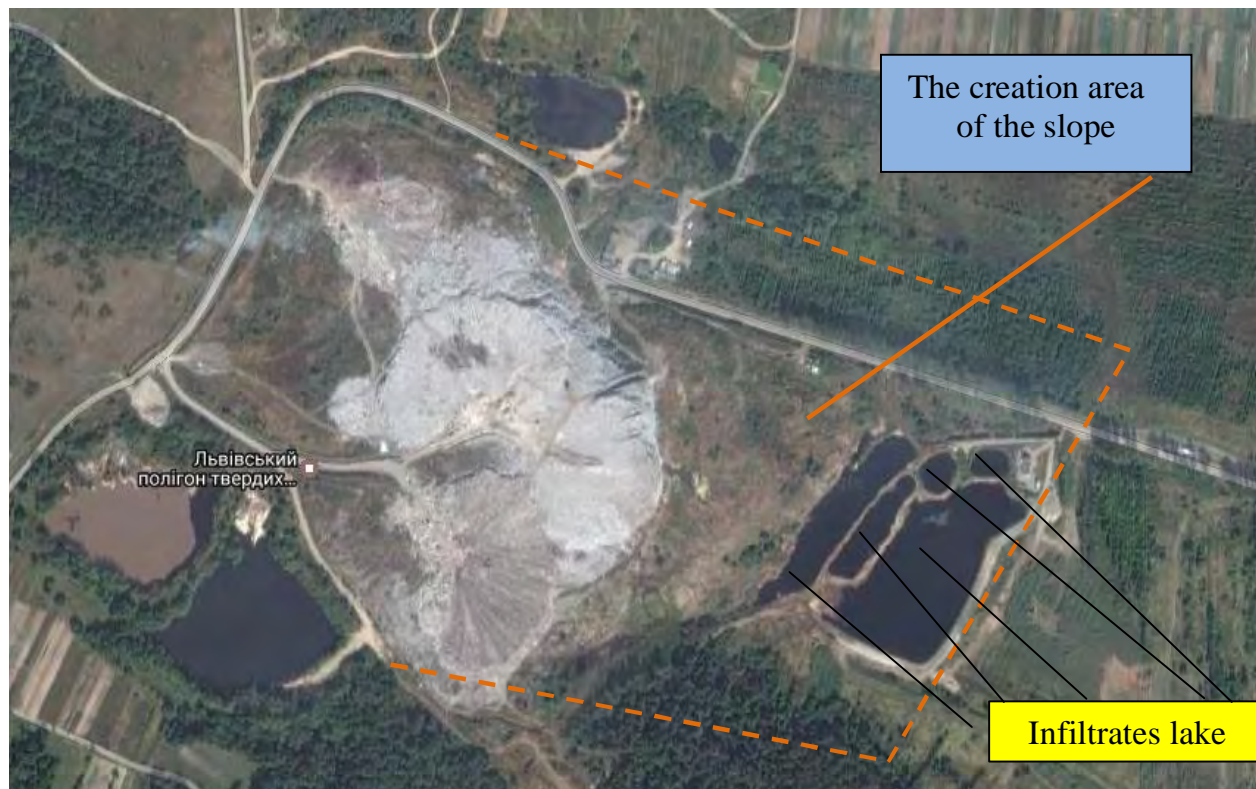 The creation area
of the slope
Львівський
полігон твердих...
Infiltrates lake